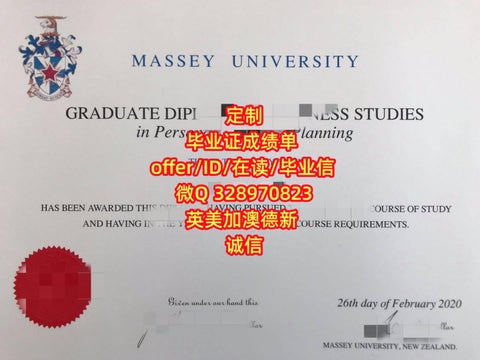 MASSEY UNIVERSITY
GRADUATE STUDIES
in Planning
定制
毕业证成绩单
offer/ID/在读/毕业信
微Q 328970823
英美加澳德新
诚信
HAS BEEN AWARDED THIS HAVING PURSUED COURSE OF STUDY
AND HAVING IN THE COURSE REQUIREMENTS.
Given under our hand this
26th day of February 2020
MASSEY UNIVERSITY, NEW ZEALAND.